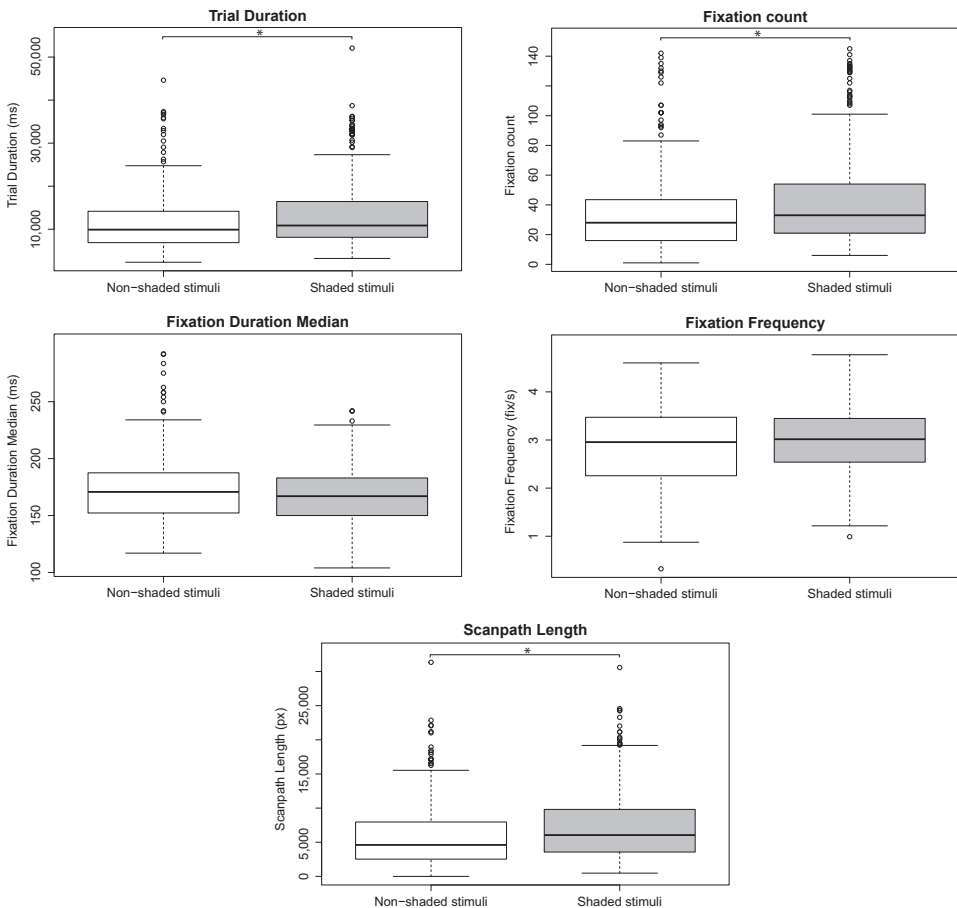 Trial Duration
*
Trial Duration (ms)
50,000
30,000
10,000
Non−shaded stimuli
Shaded stimuli
Fixation count
*
Fixation count
140
100
80
60
40
20
0
Non−shaded stimuli
Shaded stimuli
Fixation Duration Median
Fixation Duration Median (ms)
250
200
150
100
Non−shaded stimuli
Shaded stimuli
Fixation Frequency
Fixation Frequency (fix/s)
4
3
2
1
Non−shaded stimuli
Shaded stimuli
Scanpath Length
*
Scanpath Length (px)
25,000
15,000
5,000
0
Non−shaded stimuli
Shaded stimuli